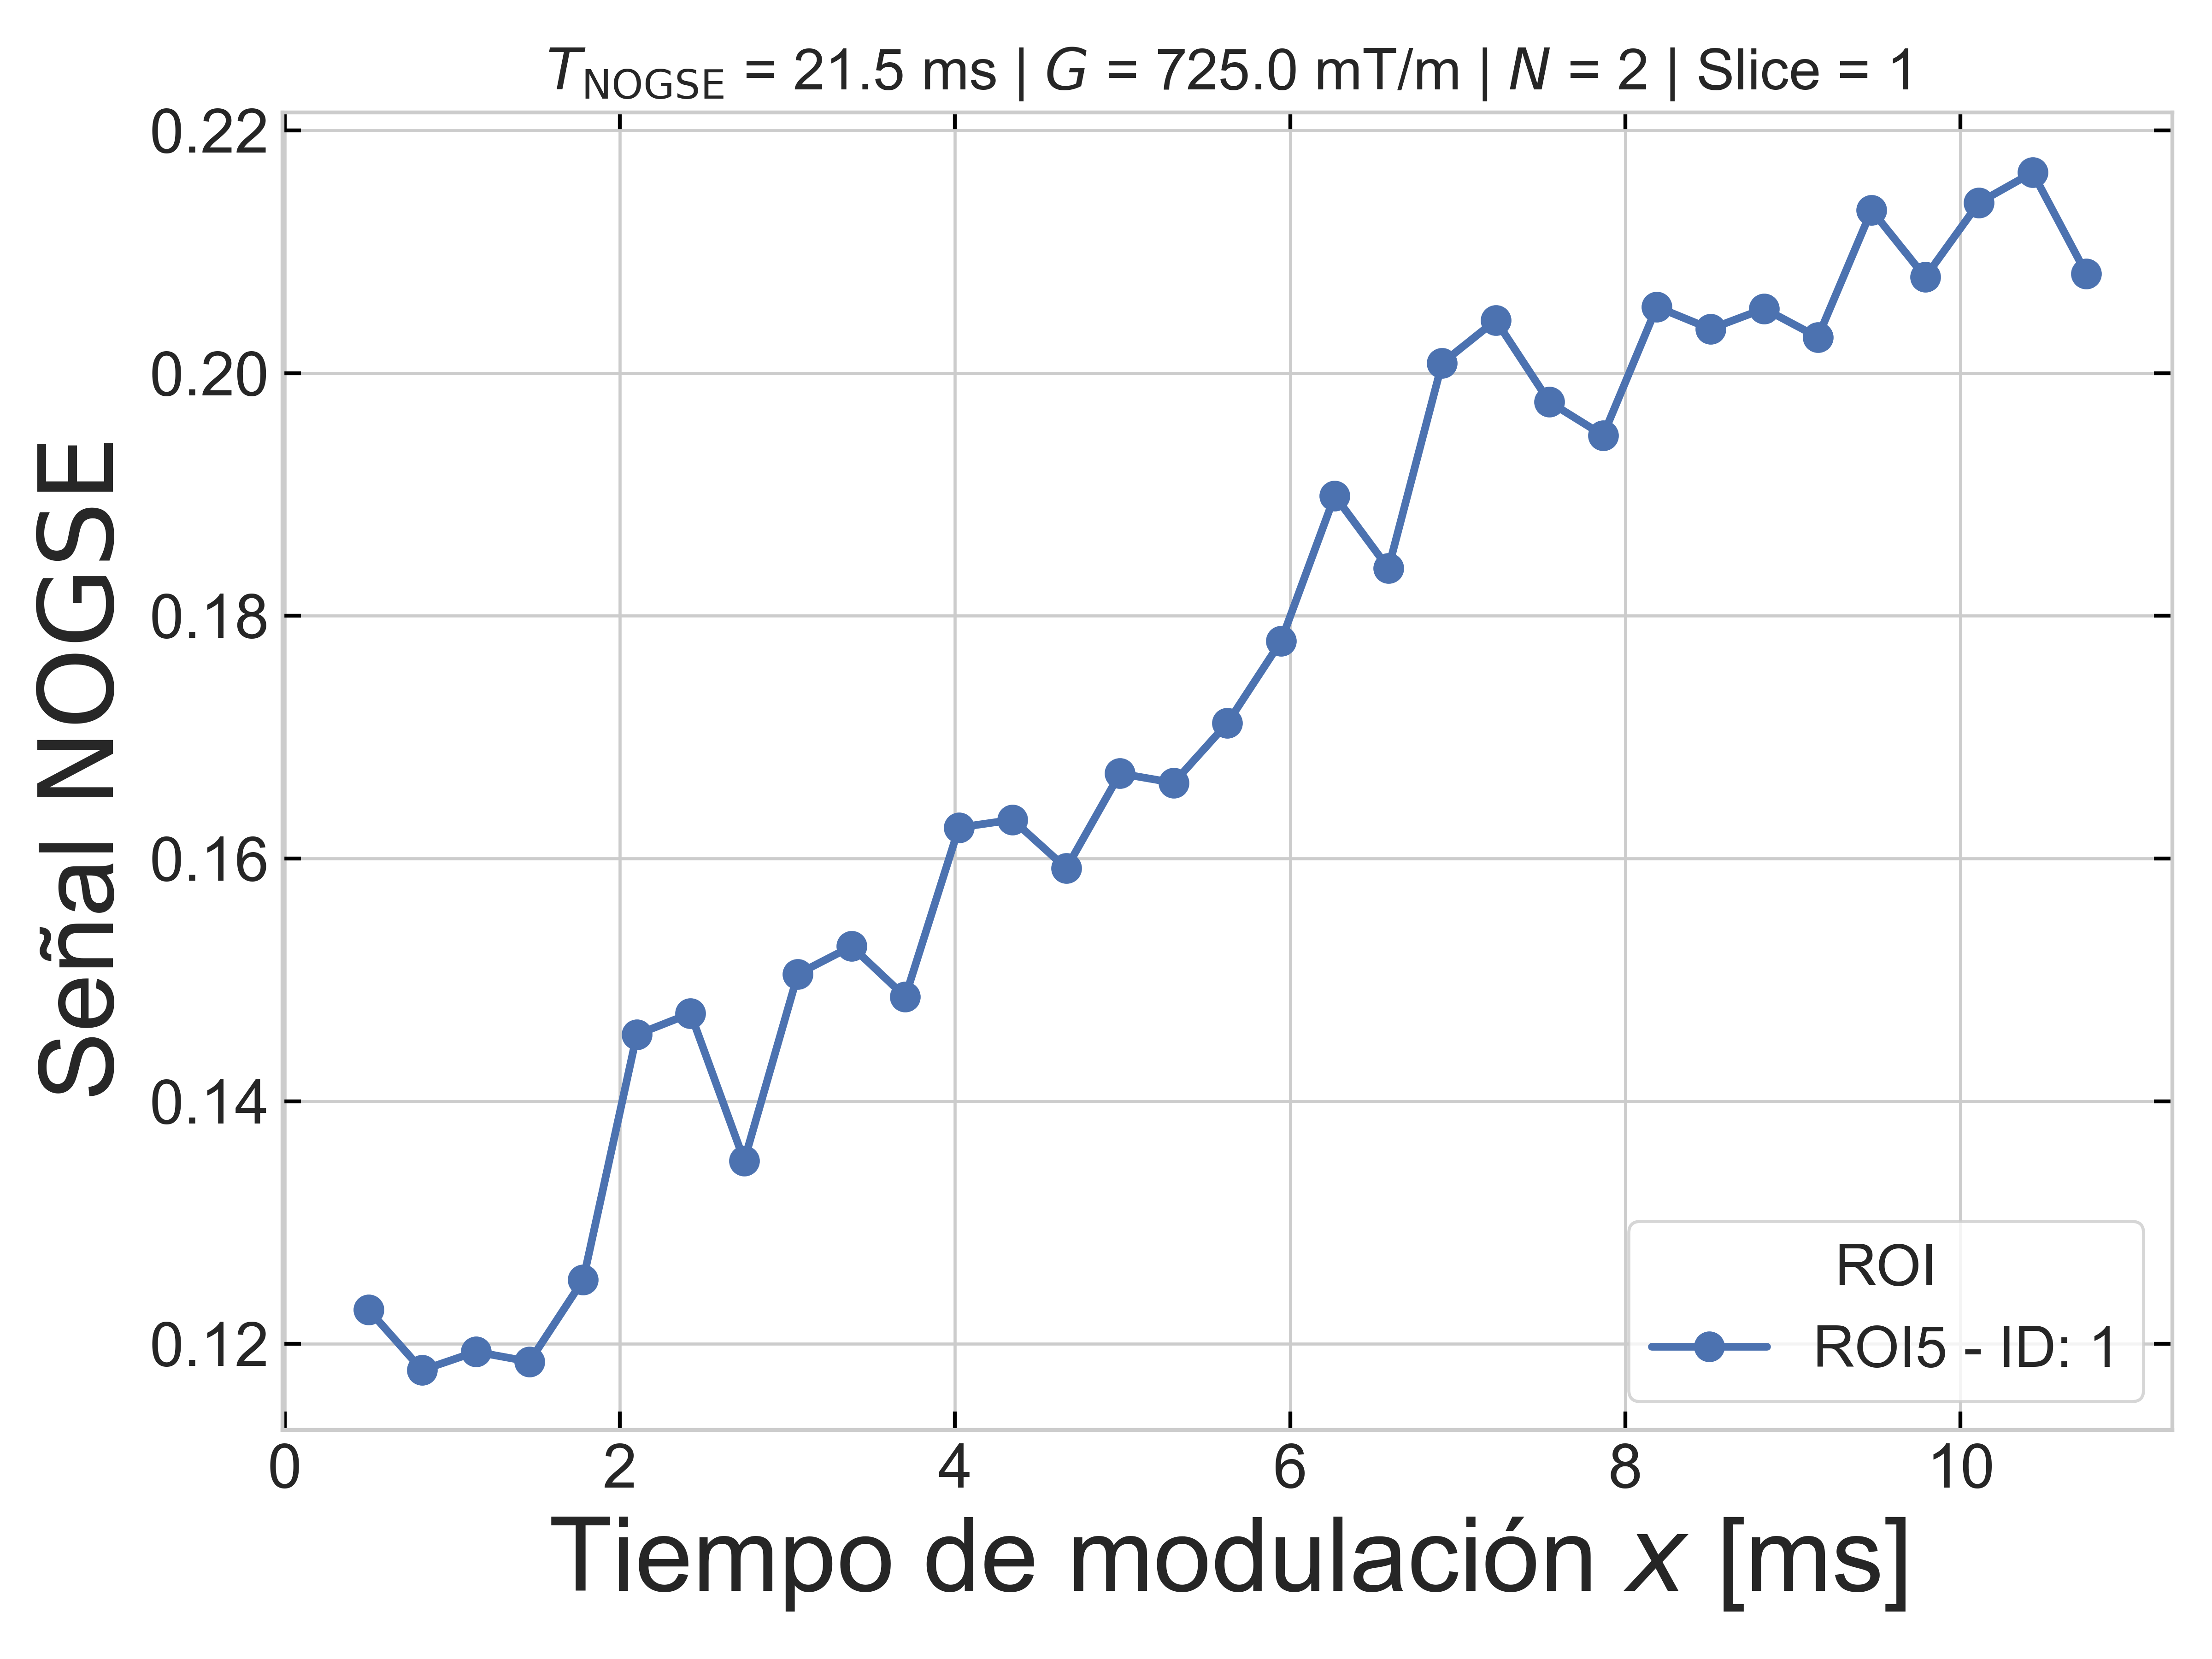 T_NOGSE = 21.5 ms | G = 725.0 mT/m | N = 2 | Slice = 1
Señal NOGSE
0.22
0.20
0.18
0.16
0.14
0.12
0 2 4 6 8 10
Tiempo de modulación x [ms]
ROI
ROI5 - ID: 1